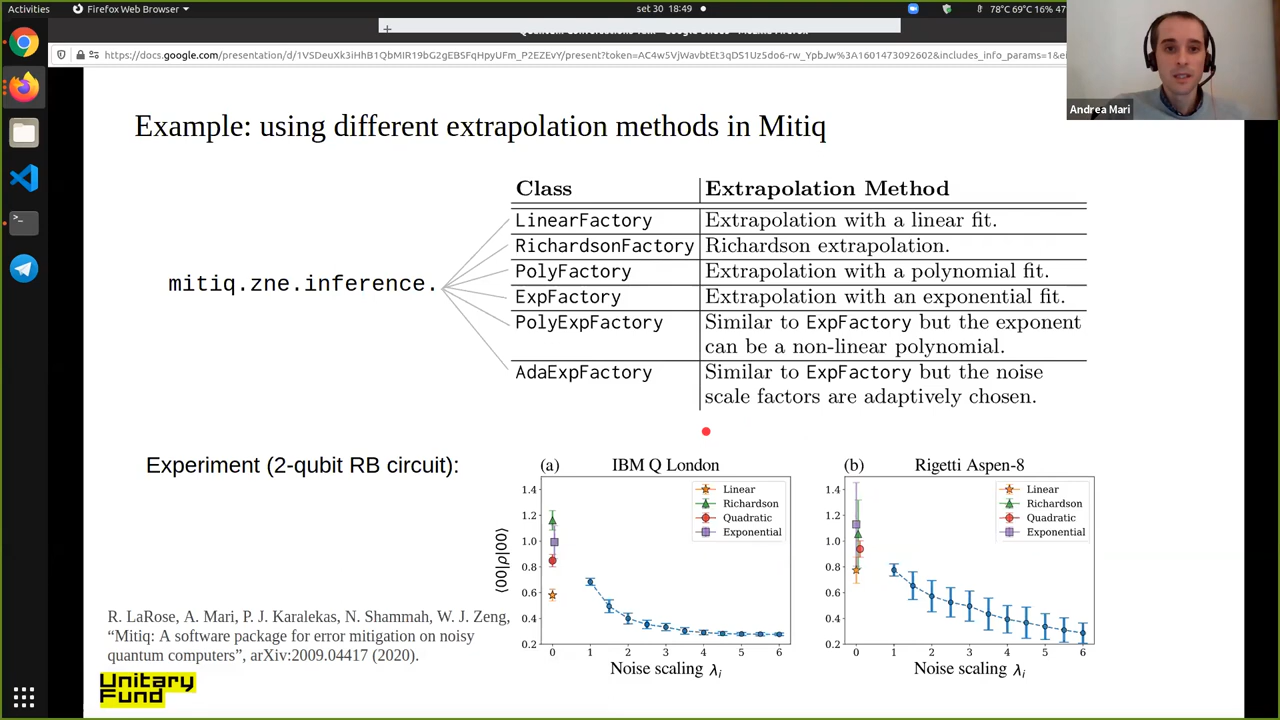 Activities
Firefox Web Browser
set 30 18:49
78°C 69°C 16% 47
https://docs.google.com/presentation/d/1VSDeuXk3iHhB1QbMIR19bG2gEBSFqHpyUFm_P2EZEvY/present?token=AC4w5VjWavbtEt3qDS1Uz5do6-rw_YpbJw%3A1601473092602&includes_info_params=1&e
Andrea Mari
Example: using different extrapolation methods in Mitiq
Class Extrapolation Method
LinearFactory Extrapolation with a linear fit.
RichardsonFactory Richardson extrapolation.
PolyFactory Extrapolation with a polynomial fit.
mitiq.zne.inference.
ExpFactory Extrapolation with an exponential fit.
PolyExpFactory Similar to ExpFactory but the exponent
can be a non-linear polynomial.
AdaExpFactory Similar to ExpFactory but the noise
scale factors are adaptively chosen.
Experiment (2-qubit RB circuit):
(a) IBM Q London
1.4
1.2
1.0
0.8
0.6
0.4
0.2
⟨00|ρ|00⟩
Linear
Richardson
Quadratic
Exponential
0 1 2 3 4 5 6
Noise scaling λi
(b) Rigetti Aspen-8
1.4
1.2
1.0
0.8
0.6
0.4
0.2
Linear
Richardson
Quadratic
Exponential
0 1 2 3 4 5 6
Noise scaling λi
R. LaRose, A. Mari, P. J. Karalekas, N. Shammah, W. J. Zeng,
“Mitiq: A software package for error mitigation on noisy
quantum computers”, arXiv:2009.04417 (2020).
Unitary
Fund